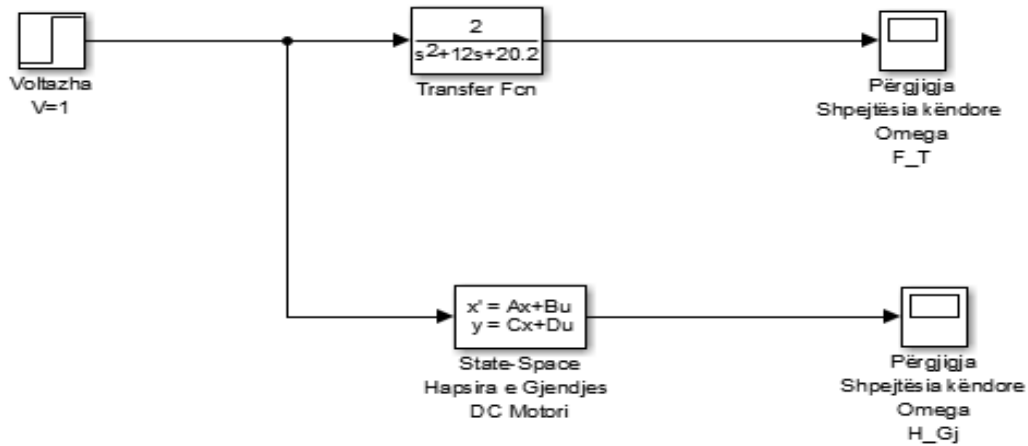 Voltazha
V=1
2
s2+12s+20.2
Transfer Fcn
Përgjigja
Shpejtësia këndore
Omega
F_T
x' = Ax+Bu
y = Cx+Du
State-Space
Hapsira e Gjendjes
DC Motori
Përgjigja
Shpejtësia këndore
Omega
H_Gj